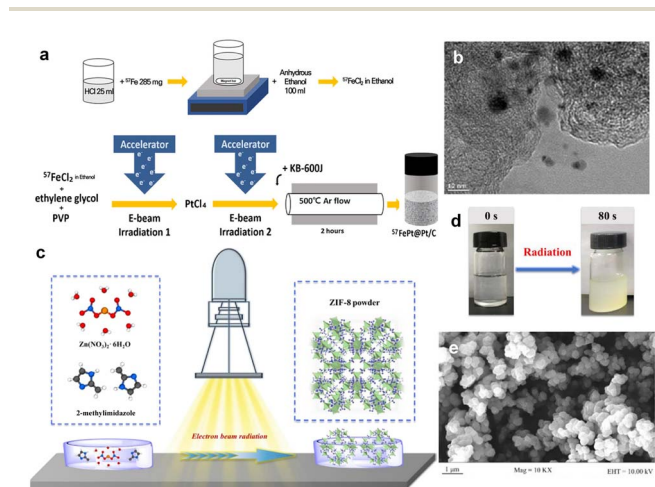 a
HCl 25 ml
+ ⁵⁷Fe 285 mg
+
Anhydrous
Ethanol
100 ml
⁵⁷FeCl₂ in Ethanol
Accelerator
e⁻ e⁻ e⁻ e⁻
Accelerator
e⁻ e⁻ e⁻ e⁻
⁵⁷FeCl₂ in Ethanol
+
ethylene glycol
+
PVP
E-beam
Irradiation 1
PtCl₄
E-beam
Irradiation 2
+ KB-600J
500℃ Ar flow
2 hours
⁵⁷FePt@Pt/C
b
c
Zn(NO₃)₂· 6H₂O
2-methylimidazole
Electron beam radiation
ZIF-8 powder
d
0 s
Radiation
80 s
e
1 μm
Mag = 10 KX
EHT = 10.00 kV